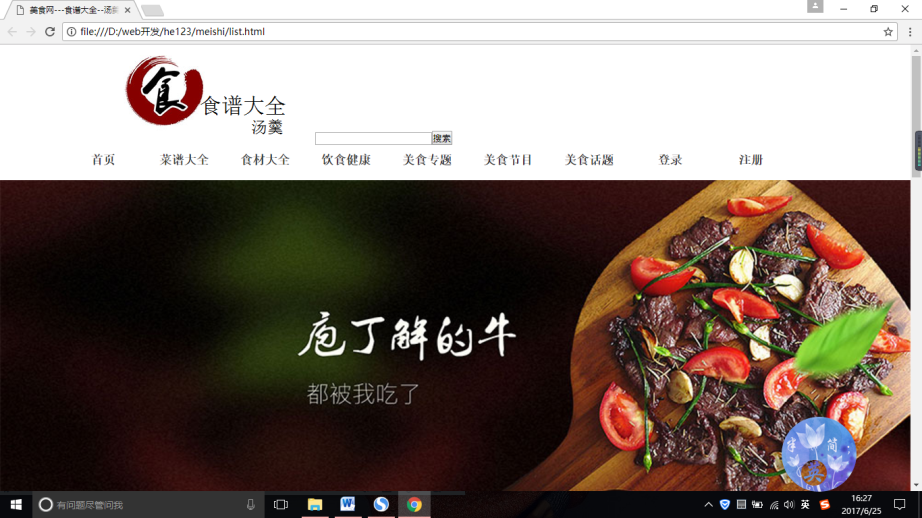 美食网---食谱大全--汤羹
file:///D:/web开发/he123/meishi/list.html
食
食谱大全
汤羹
搜索
首页 菜谱大全 食材大全 饮食健康 美食专题 美食节目 美食话题 登录 注册
庖丁解的牛
都被我吃了
简
有问题尽管问我
英
16:27
2017/6/25